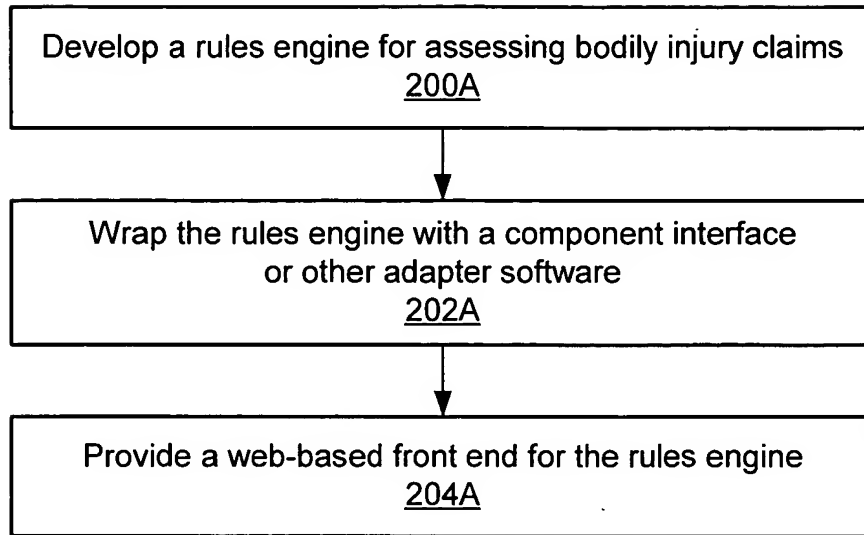 Develop a rules engine for assessing bodily injury claims
200A
Wrap the rules engine with a component interface
or other adapter software
202A
Provide a web-based front end for the rules engine
204A